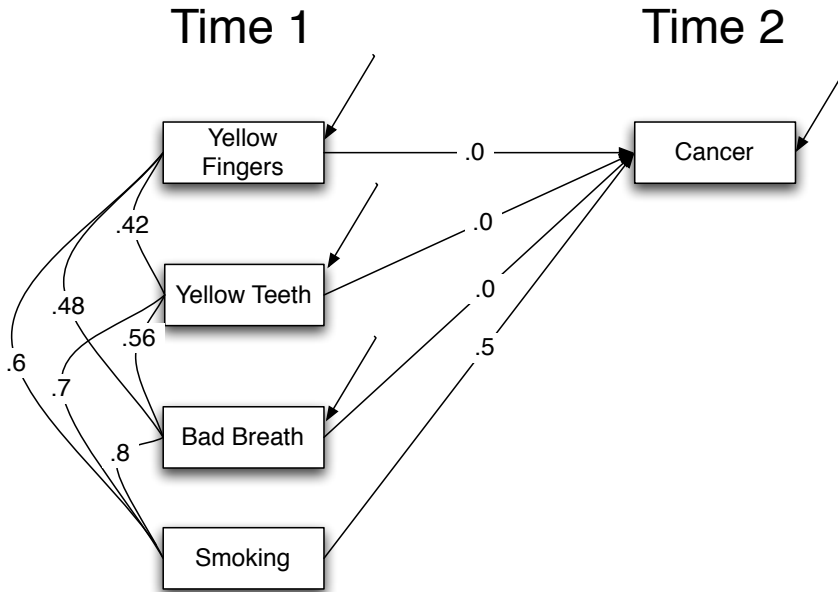 Time 1
Time 2
Yellow
Fingers
.0
Cancer
.42
.0
Yellow Teeth
.0
.48
.56
.5
.6
.7
Bad Breath
.8
Smoking